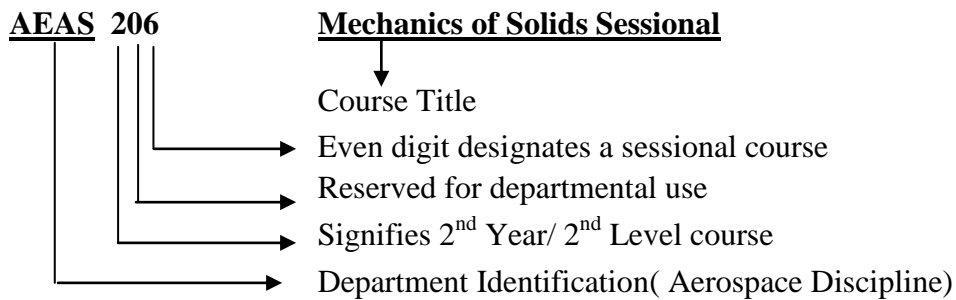 AEAS 206 Mechanics of Solids Sessional
Course Title
Even digit designates a sessional course
Reserved for departmental use
Signifies 2nd Year/ 2nd Level course
Department Identification( Aerospace Discipline)